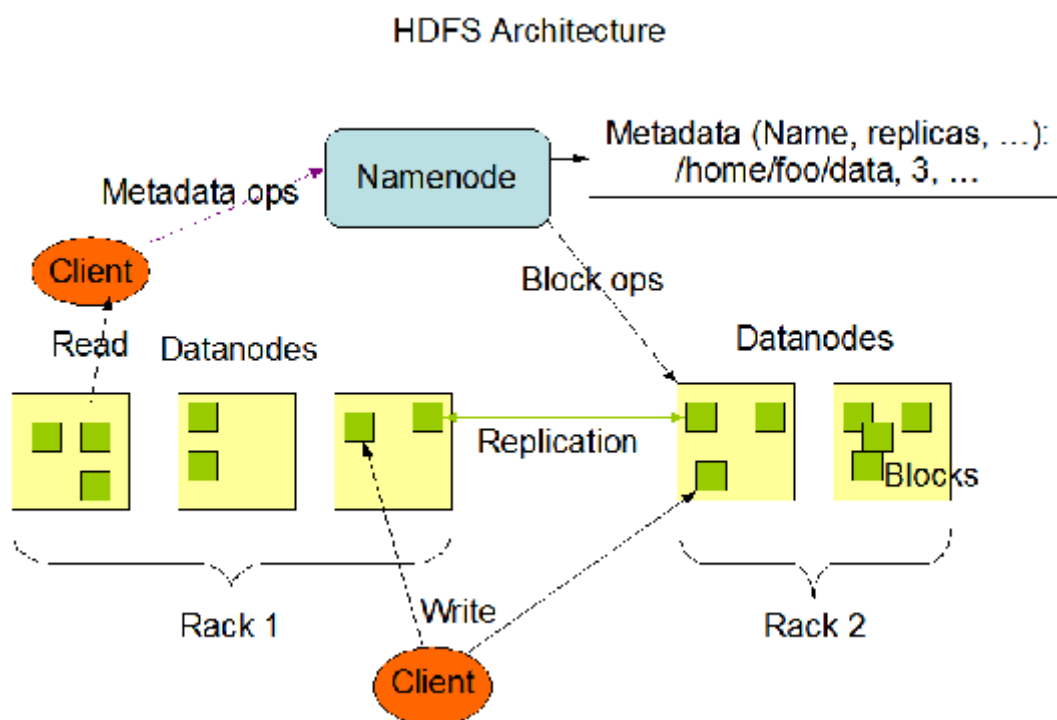 HDFS Architecture
Metadata (Name, replicas, …):
/home/foo/data, 3, …
Namenode
Metadata ops
Client
Block ops
Read
Datanodes
Datanodes
Replication
Blocks
Rack 1
Write
Rack 2
Client